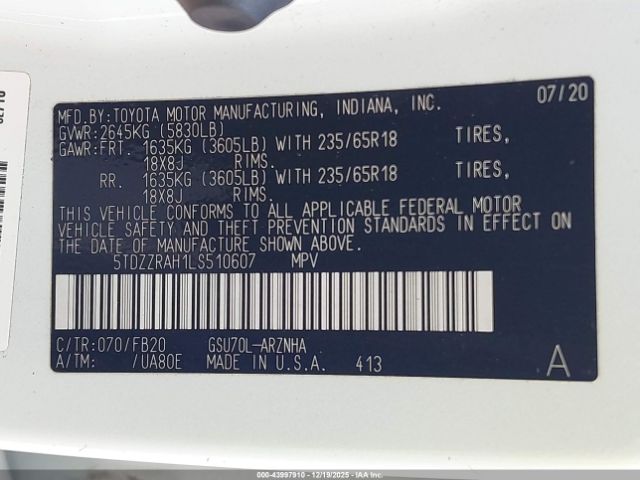 MFD.BY:TOYOTA MOTOR MANUFACTURING, INDIANA, INC. 07/20
GVWR:2645KG (5830LB)
GAWR:FRT. 1635KG (3605LB) WITH 235/65R18 TIRES,
18X8J RIMS.
RR. 1635KG (3605LB) WITH 235/65R18 TIRES,
18X8J RIMS.
THIS VEHICLE CONFORMS TO ALL APPLICABLE FEDERAL MOTOR
VEHICLE SAFETY AND THEFT PREVENTION STANDARDS IN EFFECT ON
THE DATE OF MANUFACTURE SHOWN ABOVE.
5TDZZRAH1LS510607 MPV
C/TR:070/FB20 GSU70L-ARZNHA
A/TM: /UA80E MADE IN U.S.A. 413 A
000-43997910 - 12/19/2025 - IAA Inc.